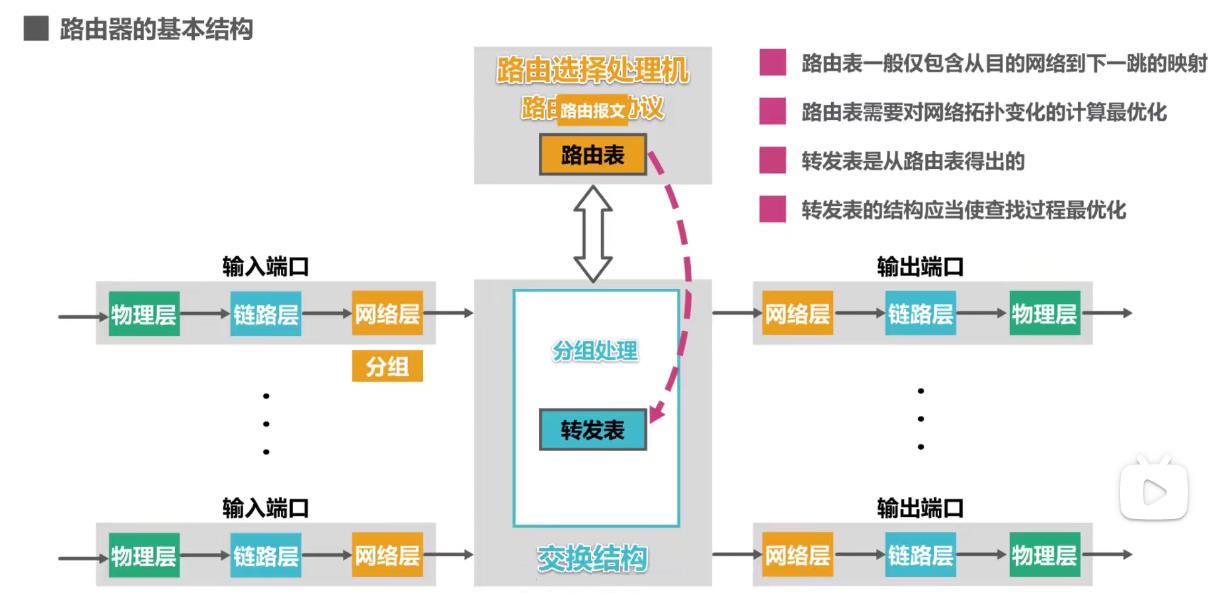 路由器的基本结构
路由选择处理机
路由 协议
路由报文
路由表
路由表一般仅包含从目的网络到下一跳的映射
路由表需要对网络拓扑变化的计算最优化
转发表是从路由表得出的
转发表的结构应当使查找过程最优化
输入端口
物理层
链路层
网络层
分组
分组处理
转发表
交换结构
输出端口
网络层
链路层
物理层
输入端口
物理层
链路层
网络层
输出端口
网络层
链路层
物理层